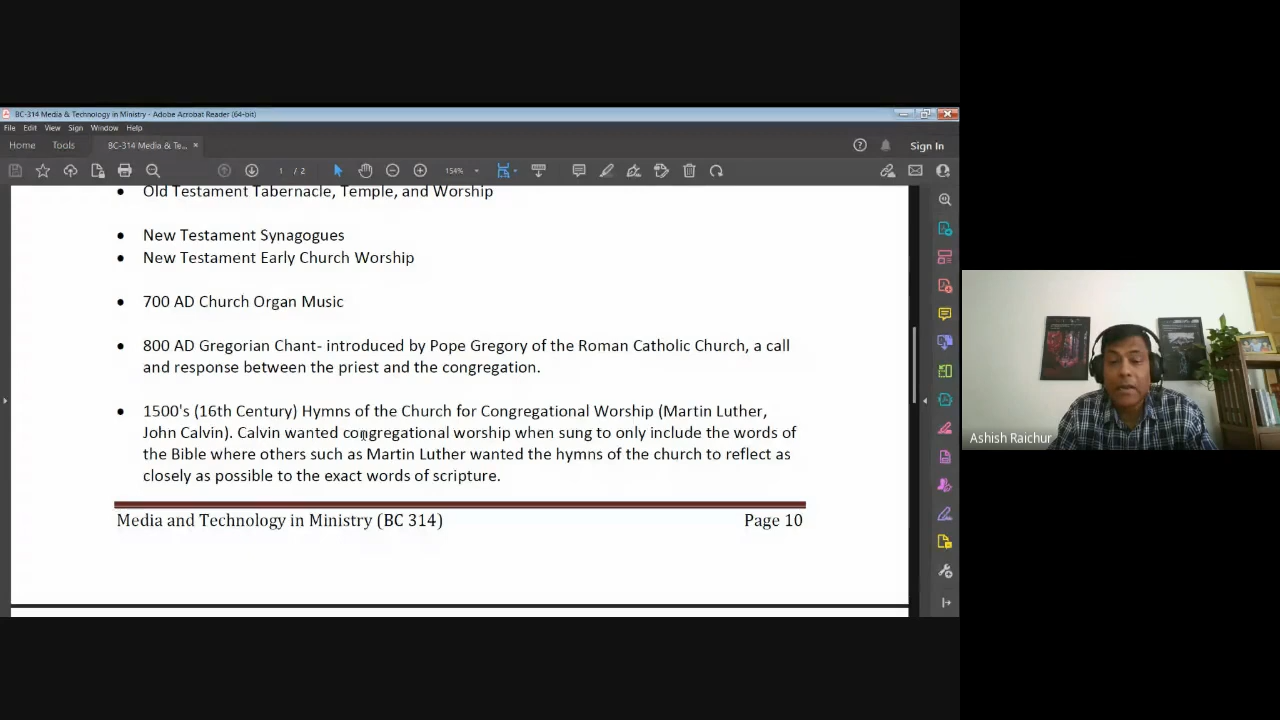 BC-314 Media & Technology in Ministry - Adobe Acrobat Reader (64-bit)
File Edit View Sign Window Help
Home Tools BC-314 Media & Te... × Sign In
1 / 2 154%
• Old Testament Tabernacle, Temple, and Worship
• New Testament Synagogues
• New Testament Early Church Worship
• 700 AD Church Organ Music
• 800 AD Gregorian Chant- introduced by Pope Gregory of the Roman Catholic Church, a call
and response between the priest and the congregation.
• 1500's (16th Century) Hymns of the Church for Congregational Worship (Martin Luther,
John Calvin). Calvin wanted congregational worship when sung to only include the words of
the Bible where others such as Martin Luther wanted the hymns of the church to reflect as
closely as possible to the exact words of scripture.
Media and Technology in Ministry (BC 314) Page 10
Ashish Raichur